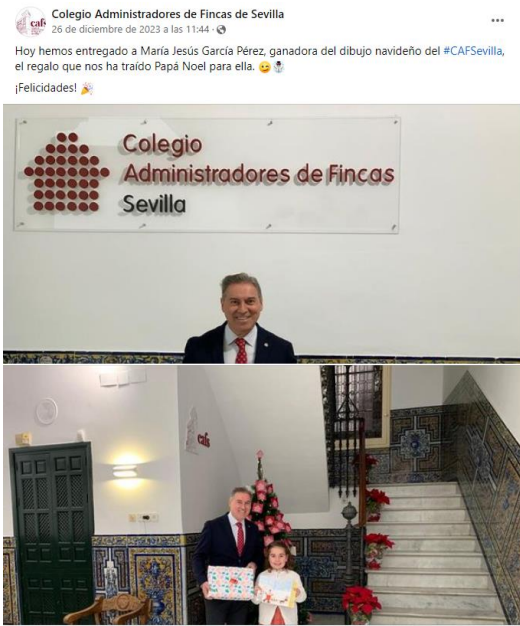 Colegio Administradores de Fincas de Sevilla
26 de diciembre de 2023 a las 11:44 ·
Hoy hemos entregado a María Jesús García Pérez, ganadora del dibujo navideño del #CAFSevilla,
el regalo que nos ha traído Papá Noel para ella. 😉☃️
¡Felicidades! 🎉
Colegio
Administradores de Fincas
Sevilla
cafs